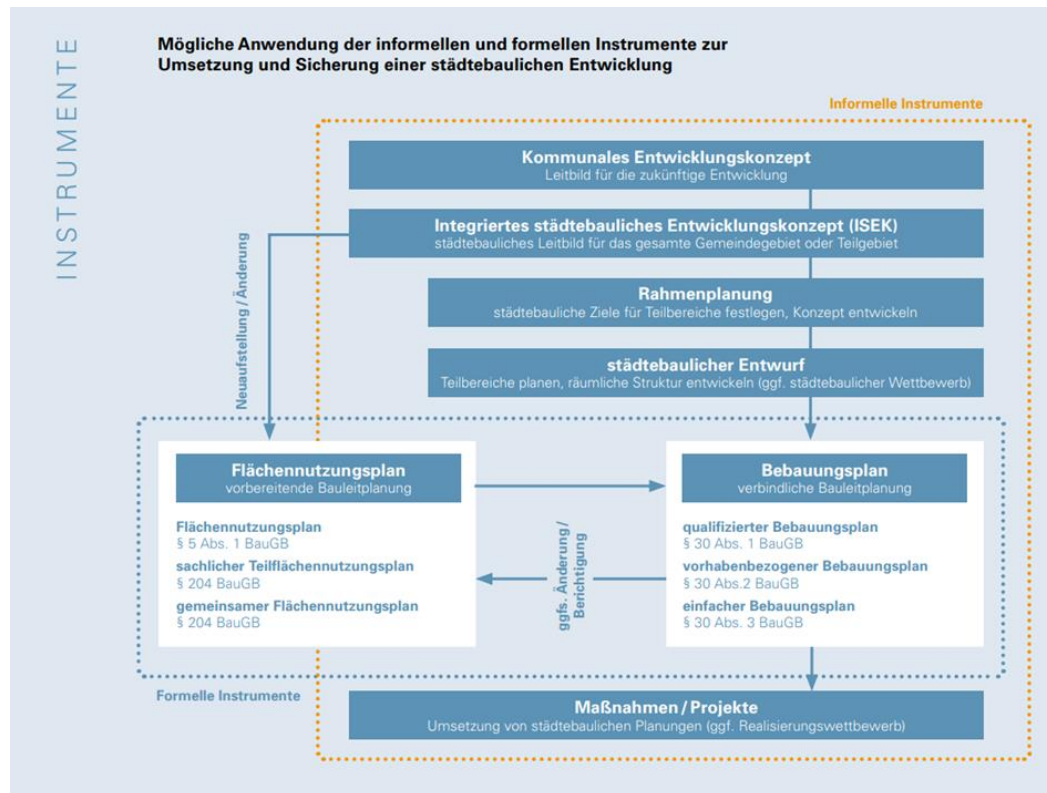 INSTRUMENTE
Mögliche Anwendung der informellen und formellen Instrumente zur
Umsetzung und Sicherung einer städtebaulichen Entwicklung
Informelle Instrumente
Kommunales Entwicklungskonzept
Leitbild für die zukünftige Entwicklung
Integriertes städtebauliches Entwicklungskonzept (ISEK)
städtebauliches Leitbild für das gesamte Gemeindegebiet oder Teilgebiet
Neuaufstellung / Änderung
Rahmenplanung
städtebauliche Ziele für Teilbereiche festlegen, Konzept entwickeln
städtebaulicher Entwurf
Teilbereiche planen, räumliche Struktur entwickeln (ggf. städtebaulicher Wettbewerb)
Flächennutzungsplan
vorbereitende Bauleitplanung
Flächennutzungsplan
§ 5 Abs. 1 BauGB
sachlicher Teilflächennutzungsplan
§ 204 BauGB
gemeinsamer Flächennutzungsplan
§ 204 BauGB
ggfs. Änderung /
Berichtigung
Bebauungsplan
verbindliche Bauleitplanung
qualifizierter Bebauungsplan
§ 30 Abs. 1 BauGB
vorhabenbezogener Bebauungsplan
§ 30 Abs.2 BauGB
einfacher Bebauungsplan
§ 30 Abs. 3 BauGB
Formelle Instrumente
Maßnahmen / Projekte
Umsetzung von städtebaulichen Planungen (ggf. Realisierungswettbewerb)